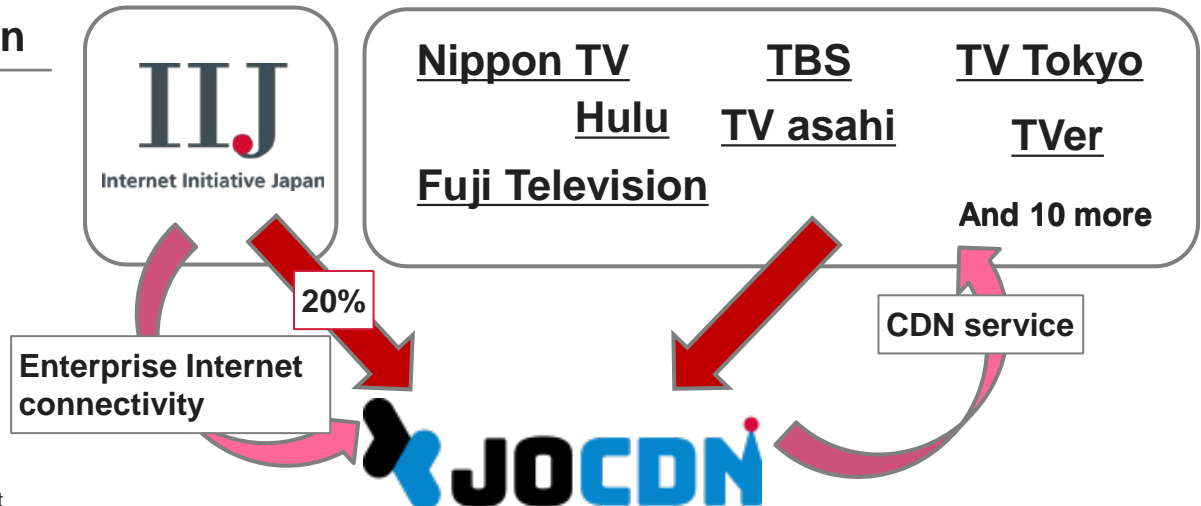 n
IIJ
Internet Initiative Japan
Nippon TV TBS TV Tokyo
Hulu TV asahi TVer
Fuji Television
And 10 more
20%
CDN service
Enterprise Internet
connectivity
JOCDN
t